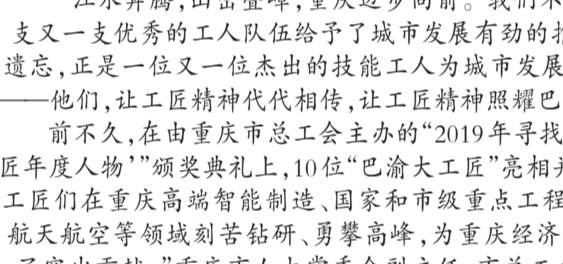 江水奔腾,山峦叠嶂,重庆迈步向前。我们不
支又一支优秀的工人队伍给予了城市发展有劲的推
遗忘,正是一位又一位杰出的技能工人为城市发展
——他们,让工匠精神代代相传,让工匠精神照耀巴
前不久,在由重庆市总工会主办的“2019年寻找
匠年度人物’”颁奖典礼上,10位“巴渝大工匠”亮相并
工匠们在重庆高端智能制造、国家和市级重点工程
航天航空等领域刻苦钻研、勇攀高峰,为重庆经济